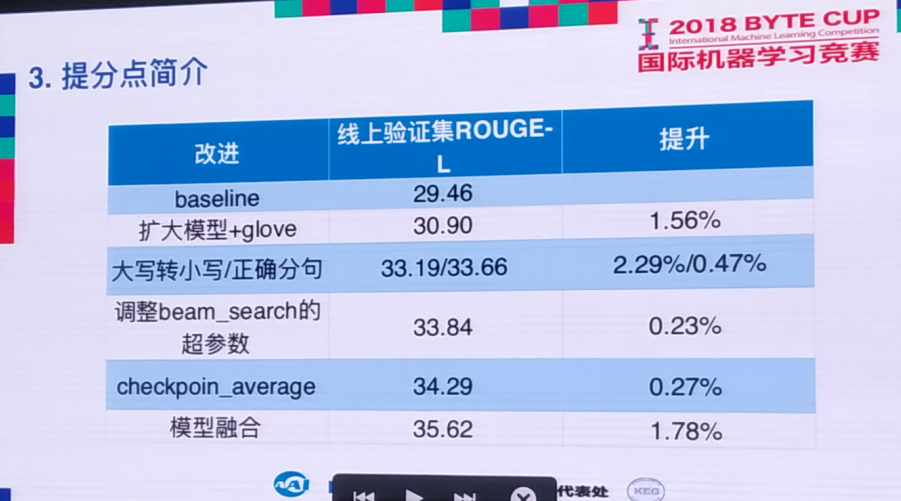 2018 BYTE CUP
International Machine Learning Competition
国际机器学习竞赛
3. 提分点简介
改进
线上验证集ROUGE-
L
提升
baseline
29.46
扩大模型+glove
30.90
1.56%
大写转小写/正确分句
33.19/33.66
2.29%/0.47%
调整beam_search的
超参数
33.84
0.23%
checkpoin_average
34.29
0.27%
模型融合
35.62
1.78%
代表处
KEG